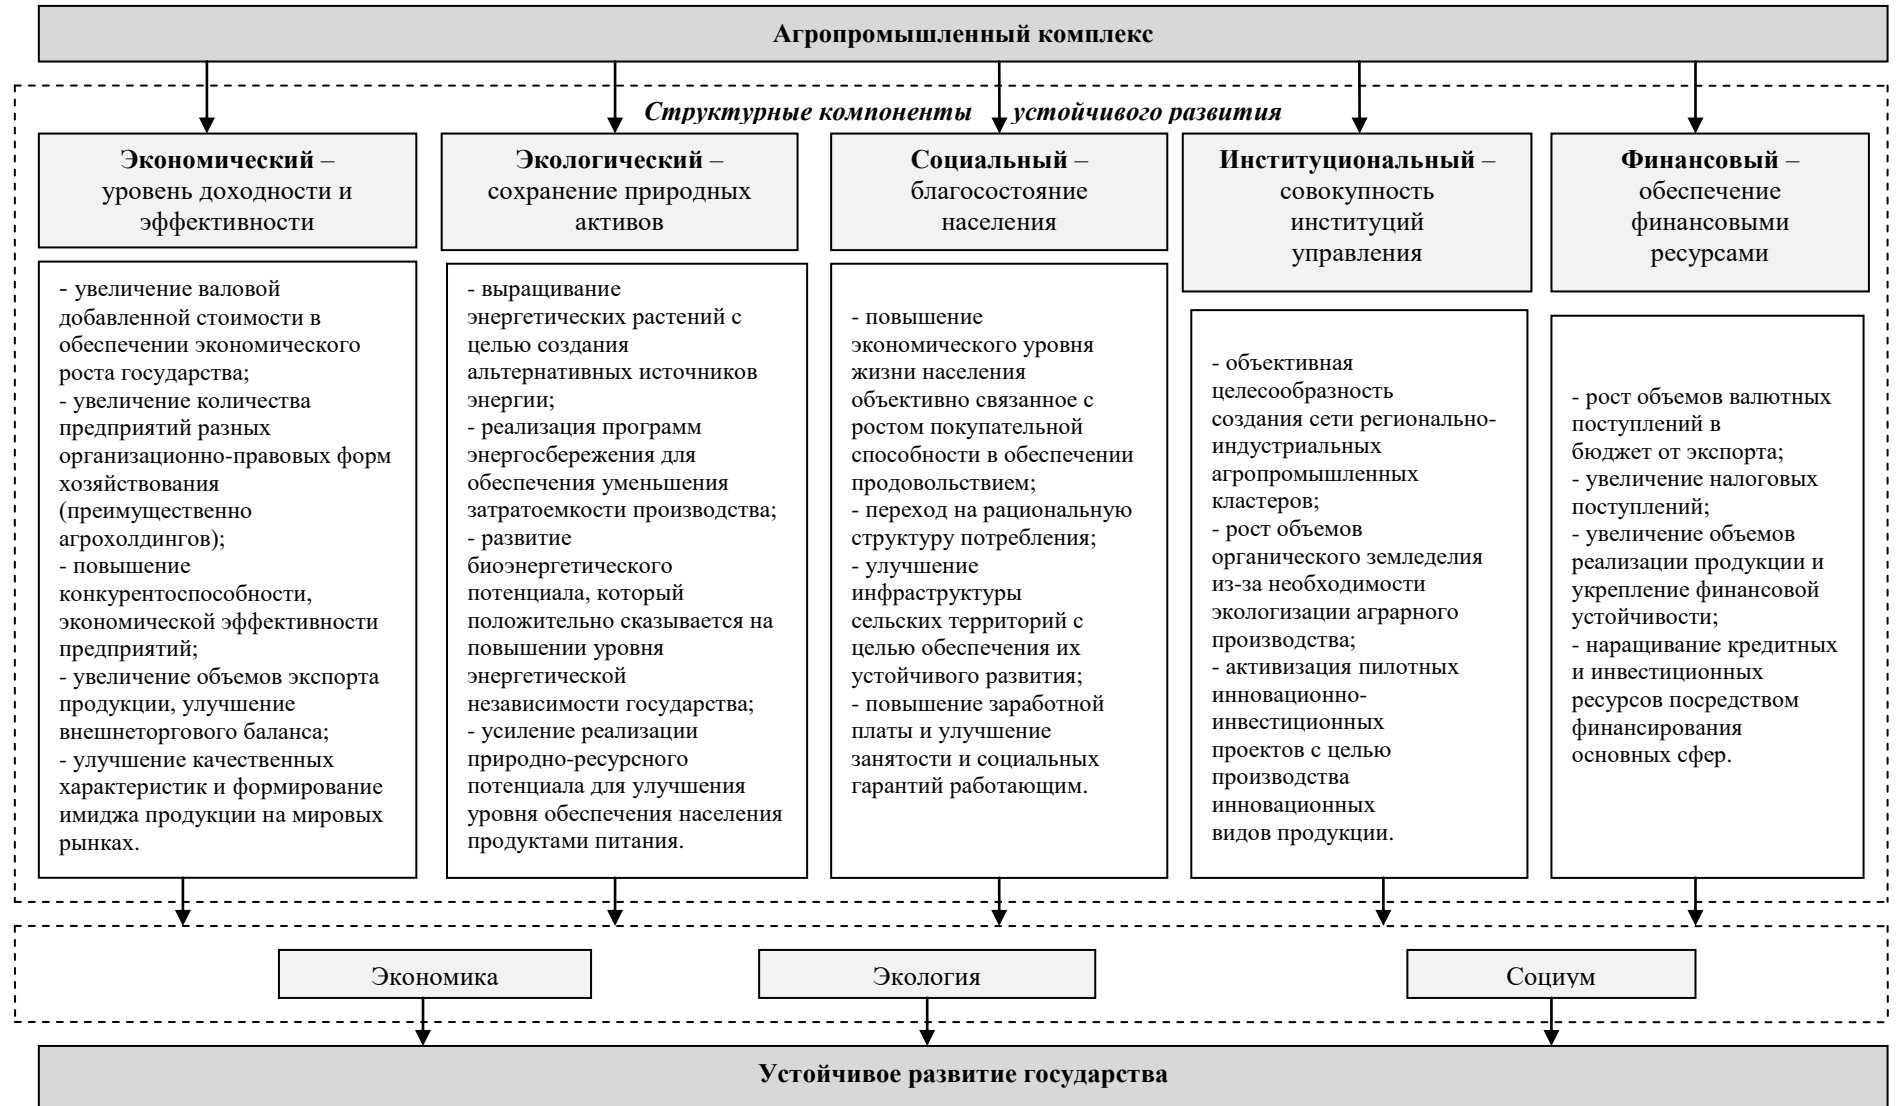 Агропромышленный комплекс
Структурные компоненты устойчивого развития
Экономический –
уровень доходности и
эффективности
Экологический –
сохранение природных
активов
Социальный –
благосостояние
населения
Институциональный –
совокупность
институций
управления
Финансовый –
обеспечение
финансовыми
ресурсами
- увеличение валовой
добавленной стоимости в
обеспечении экономического
роста государства;
- увеличение количества
предприятий разных
организационно-правовых форм
хозяйствования
(преимущественно
агрохолдингов);
- повышение
конкурентоспособности,
экономической эффективности
предприятий;
- увеличение объемов экспорта
продукции, улучшение
внешнеторгового баланса;
- улучшение качественных
характеристик и формирование
имиджа продукции на мировых
рынках.
- выращивание
энергетических растений с
целью создания
альтернативных источников
энергии;
- реализация программ
энергосбережения для
обеспечения уменьшения
затратоемкости производства;
- развитие
биоэнергетического
потенциала, который
положительно сказывается на
повышении уровня
энергетической
независимости государства;
- усиление реализации
природно-ресурсного
потенциала для улучшения
уровня обеспечения населения
продуктами питания.
- повышение
экономического уровня
жизни населения
объективно связанное с
ростом покупательной
способности в обеспечении
продовольствием;
- переход на рациональную
структуру потребления;
- улучшение
инфраструктуры
сельских территорий с
целью обеспечения их
устойчивого развития;
- повышение заработной
платы и улучшение
занятости и социальных
гарантий работающим.
- объективная
целесообразность
создания сети регионально-
индустриальных
агропромышленных
кластеров;
- рост объемов
органического земледелия
из-за необходимости
экологизации аграрного
производства;
- активизация пилотных
инновационно-
инвестиционных
проектов с целью
производства
инновационных
видов продукции.
- рост объемов валютных
поступлений в
бюджет от экспорта;
- увеличение налоговых
поступлений;
- увеличение объемов
реализации продукции и
укрепление финансовой
устойчивости;
- наращивание кредитных
и инвестиционных
ресурсов посредством
финансирования
основных сфер.
Экономика
Экология
Социум
Устойчивое развитие государства